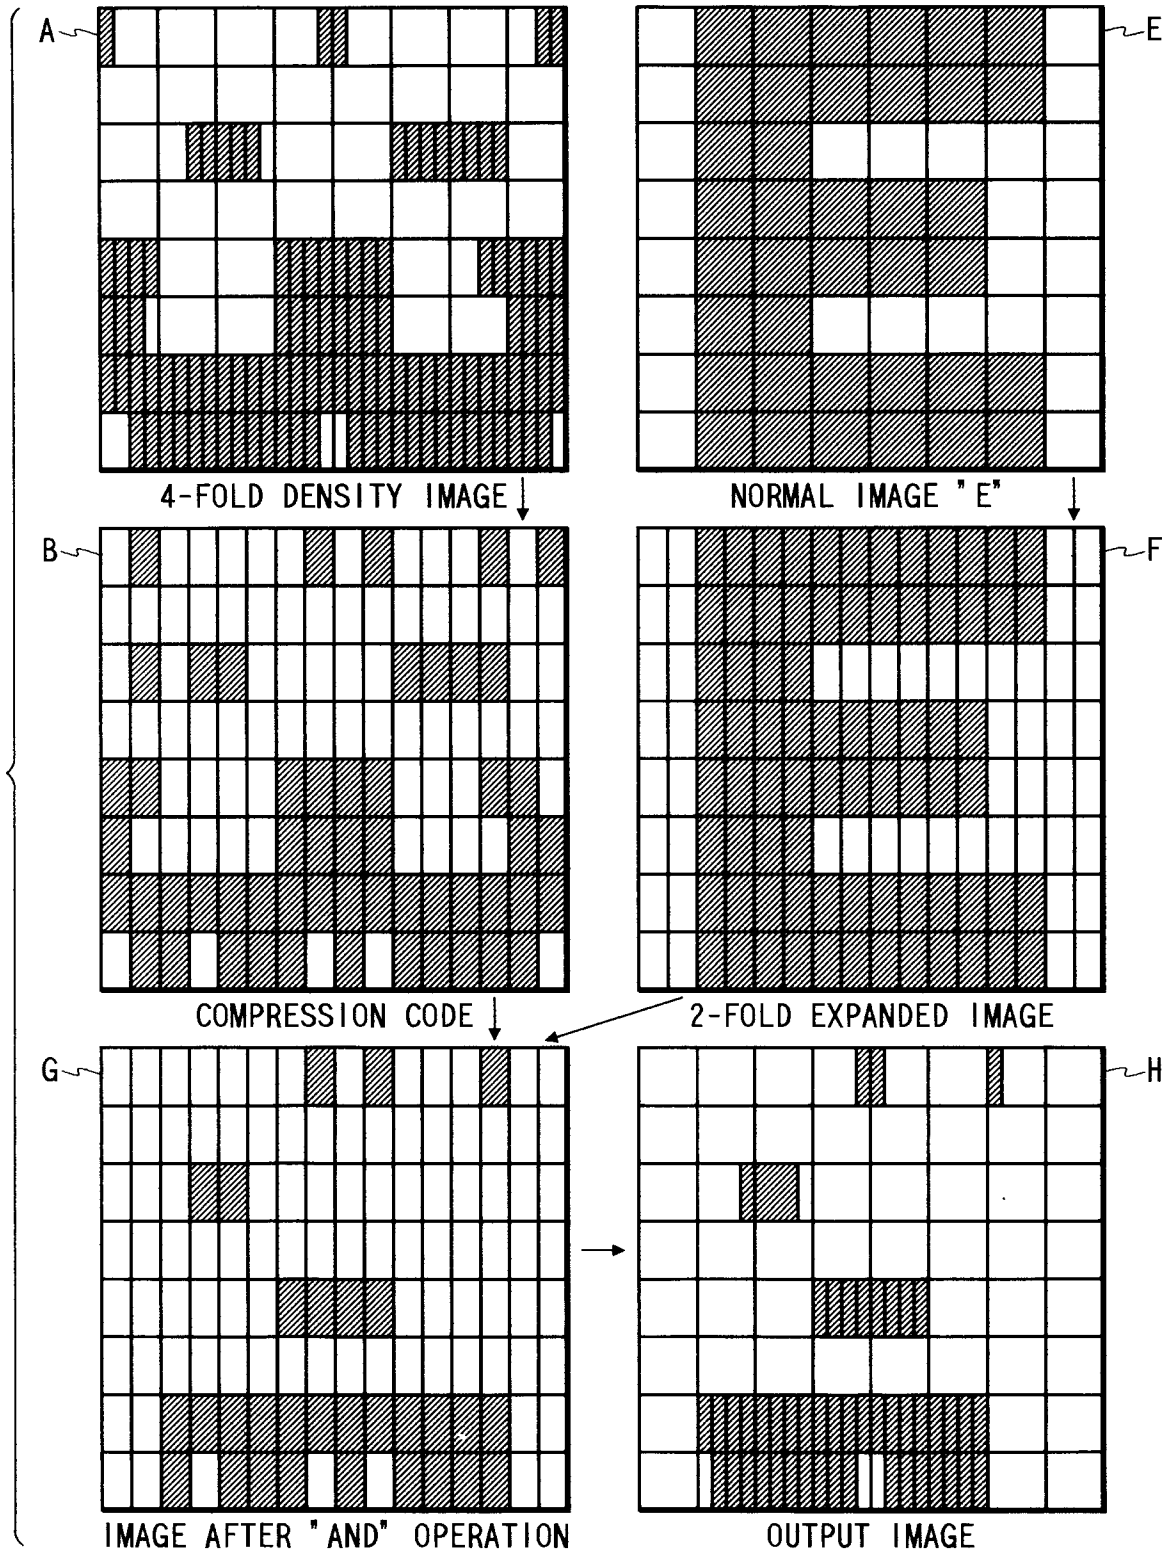 A
E
4-FOLD DENSITY IMAGE
NORMAL IMAGE "E"
B
F
COMPRESSION CODE
2-FOLD EXPANDED IMAGE
G
H
IMAGE AFTER "AND" OPERATION
OUTPUT IMAGE